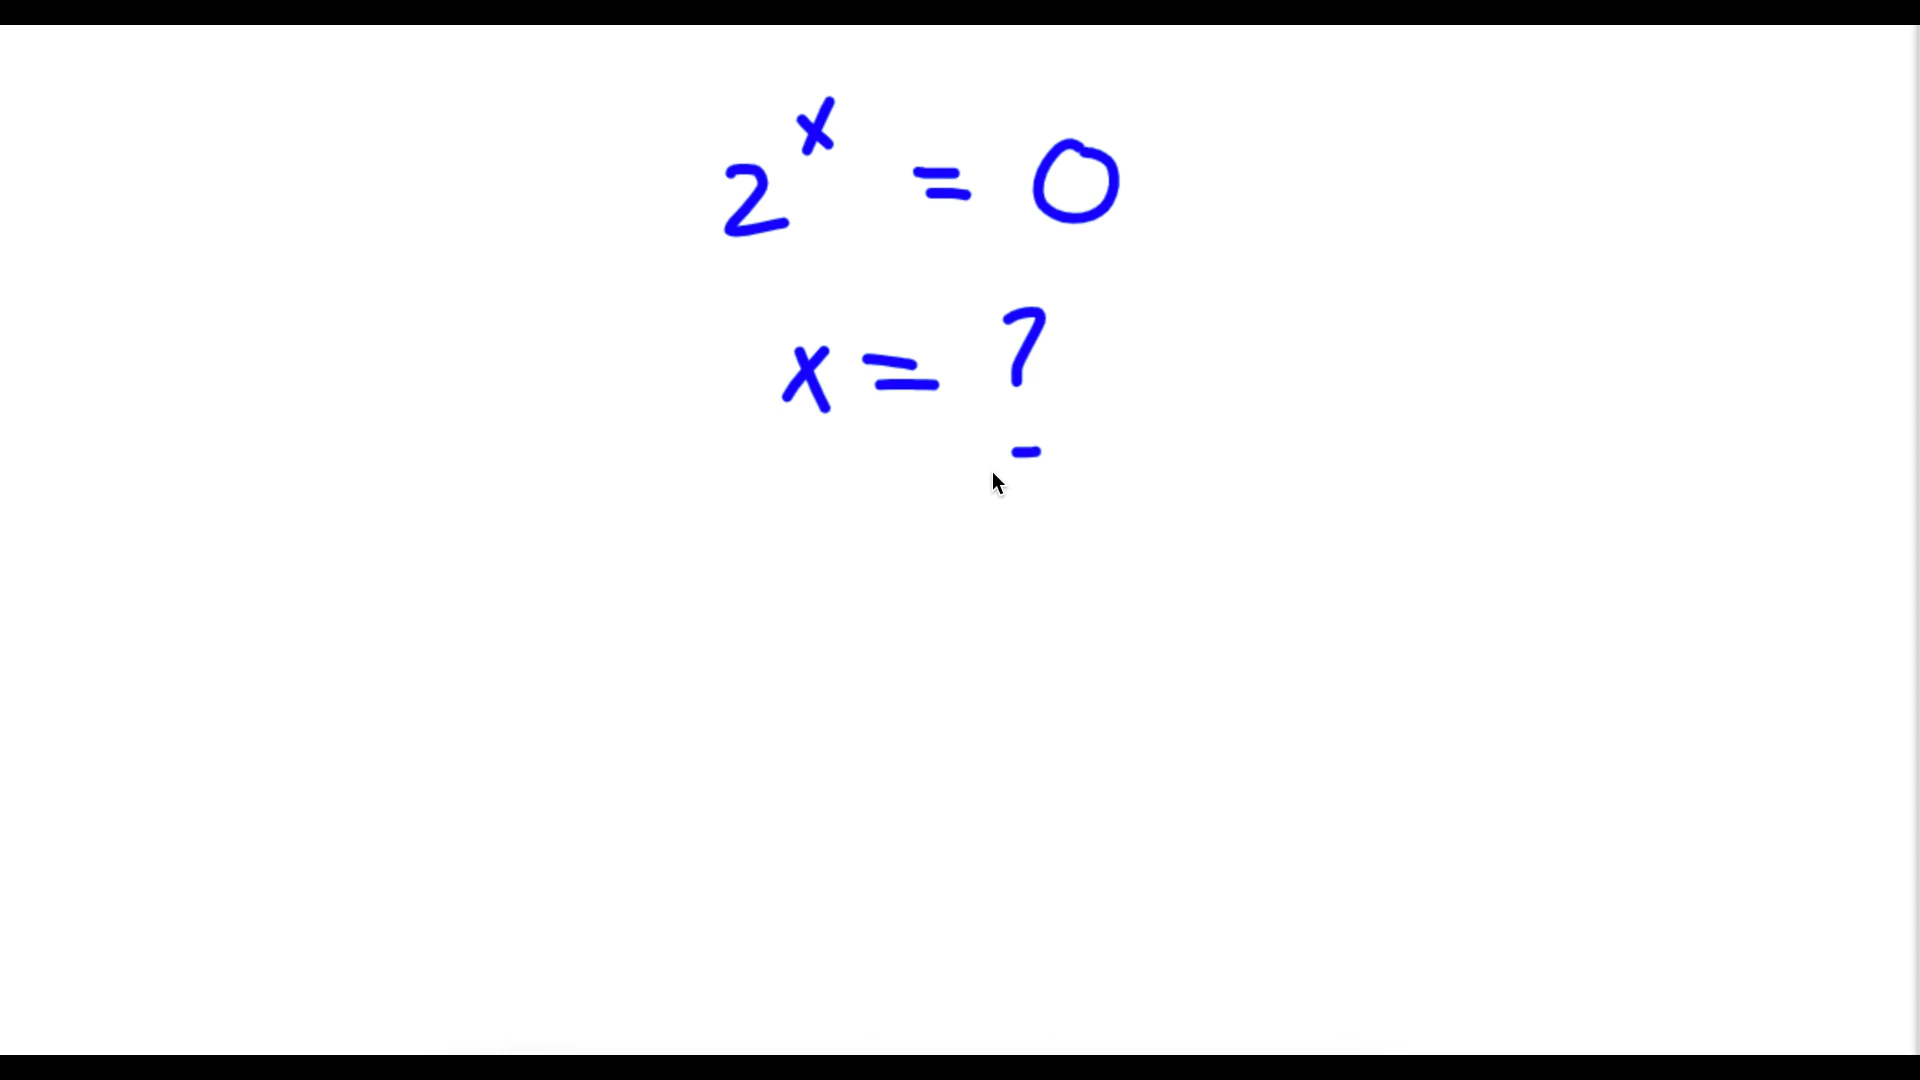 2^x = 0
x = ?